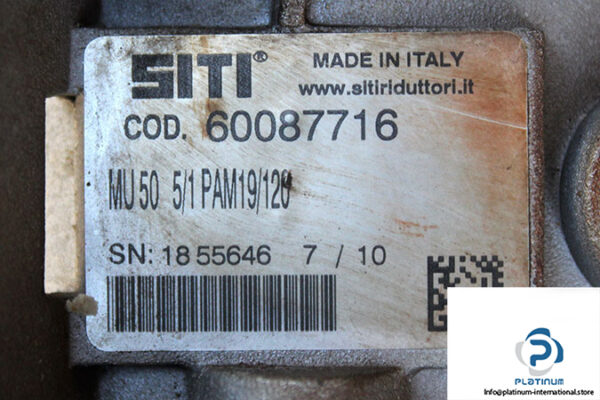 SITI® MADE IN ITALY
www.sitiriduttori.it
COD. 60087716
MU 50 5/1 PAM19/120
SN: 18 55646 7 / 10
PLATINUM
Info@platinum-international.store